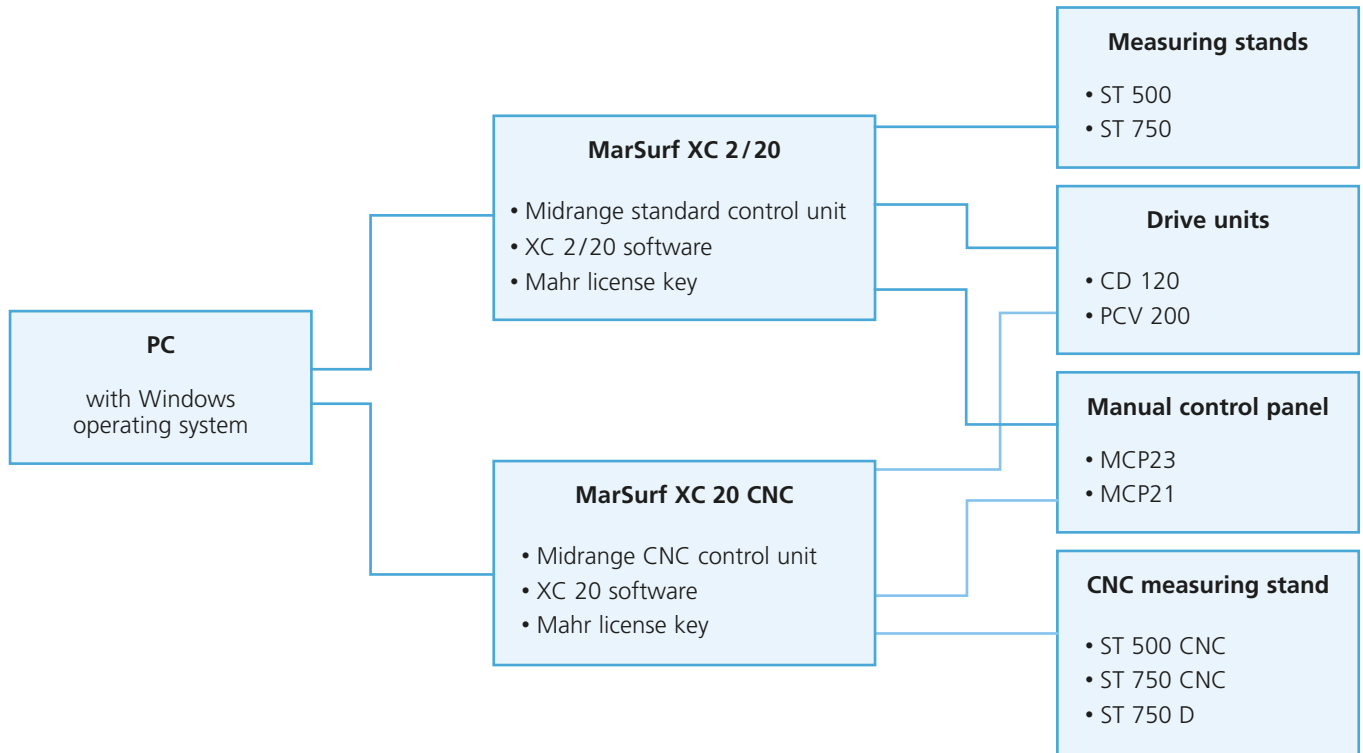 PC
with Windows
operating system
MarSurf XC 2/20
• Midrange standard control unit
• XC 2/20 software
• Mahr license key
MarSurf XC 20 CNC
• Midrange CNC control unit
• XC 20 software
• Mahr license key
Measuring stands
• ST 500
• ST 750
Drive units
• CD 120
• PCV 200
Manual control panel
• MCP23
• MCP21
CNC measuring stand
• ST 500 CNC
• ST 750 CNC
• ST 750 D